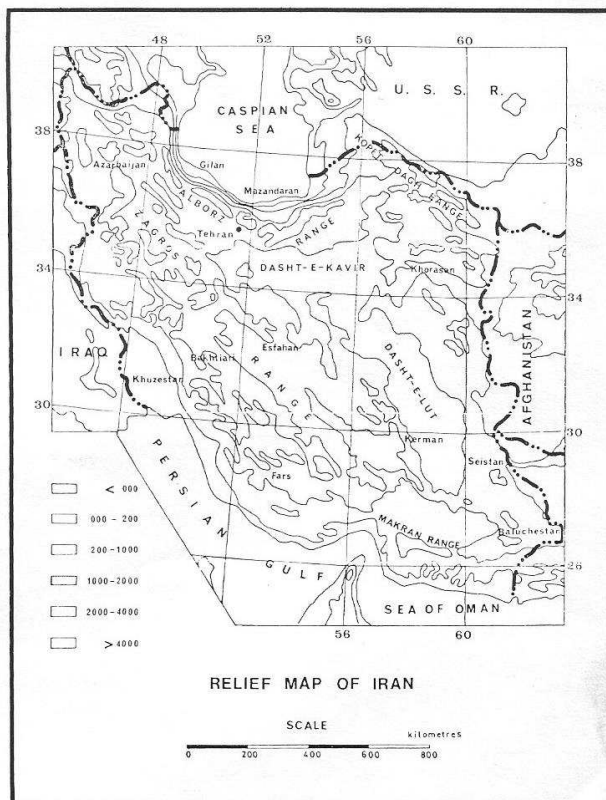 48 52 56 60
CASPIAN
SEA
U. S. S. R.
38
38
KOPET DAGH RANGE
Azarbaijan
Gilan
Mazandaran
ALBORZ
RANGE
Tehran
ZAGROS
RANGE
34
DASHT-E-KAVIR
Khorasan
34
IRAQ
AFGHANISTAN
Bakhtiari
Esfahan
DASHT-E-LUT
Khuzestan
30
Kerman
30
Seistan
PERSIAN
GULF
Fars
MAKRAN RANGE
Baluchestan
26
SEA OF OMAN
56 60
< 000
000-200
200-1000
1000-2000
2000-4000
>4000
RELIEF MAP OF IRAN
SCALE
kilometres
0 200 400 600 800